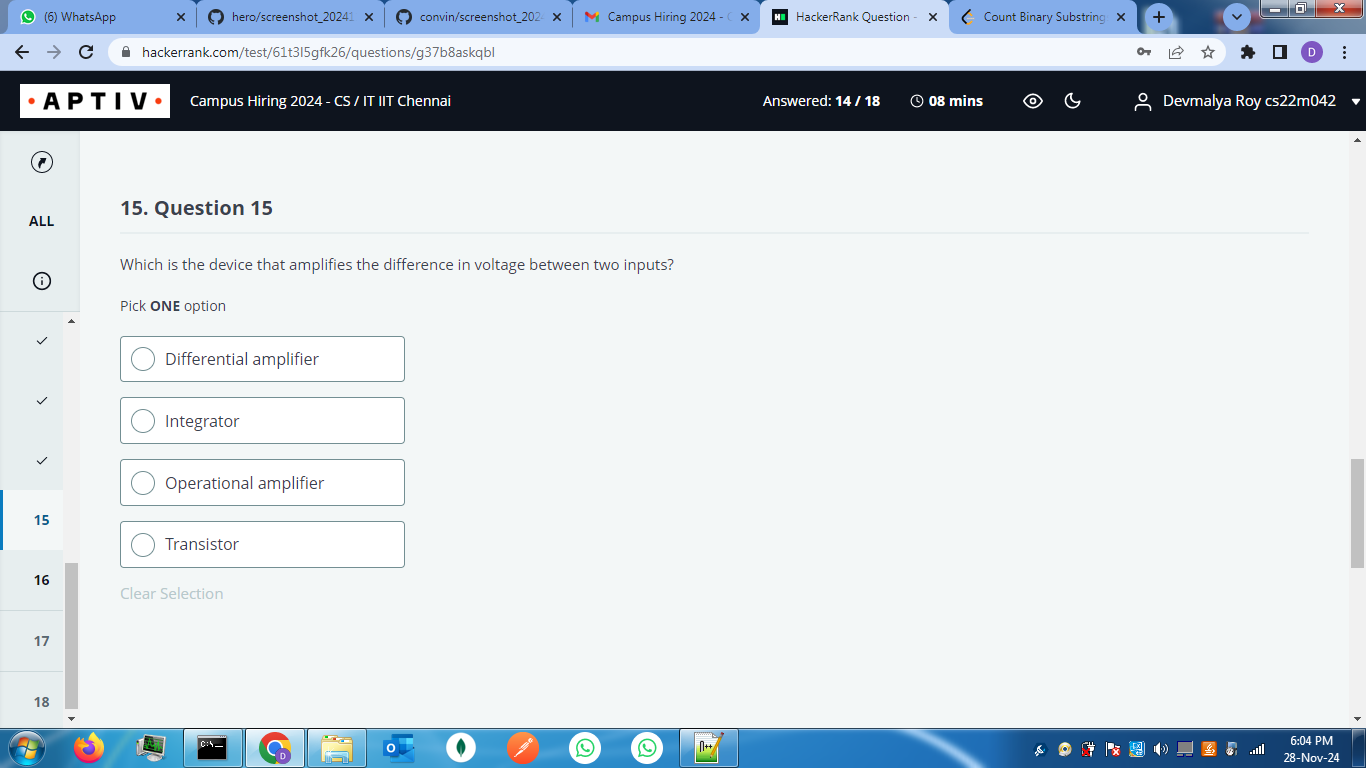 (6) WhatsApp
hero/screenshot_20241
convin/screenshot_202
Campus Hiring 2024 - C
HackerRank Question -
Count Binary Substring
hackerrank.com/test/61t3l5gfk26/questions/g37b8askqbl
D
• APTIV •
Campus Hiring 2024 - CS / IT IIT Chennai
Answered: 14 / 18
08 mins
Devmalya Roy cs22m042
ALL
15. Question 15
Which is the device that amplifies the difference in voltage between two inputs?
Pick ONE option
Differential amplifier
Integrator
Operational amplifier
Transistor
Clear Selection
15
16
17
18
6:04 PM
28-Nov-24